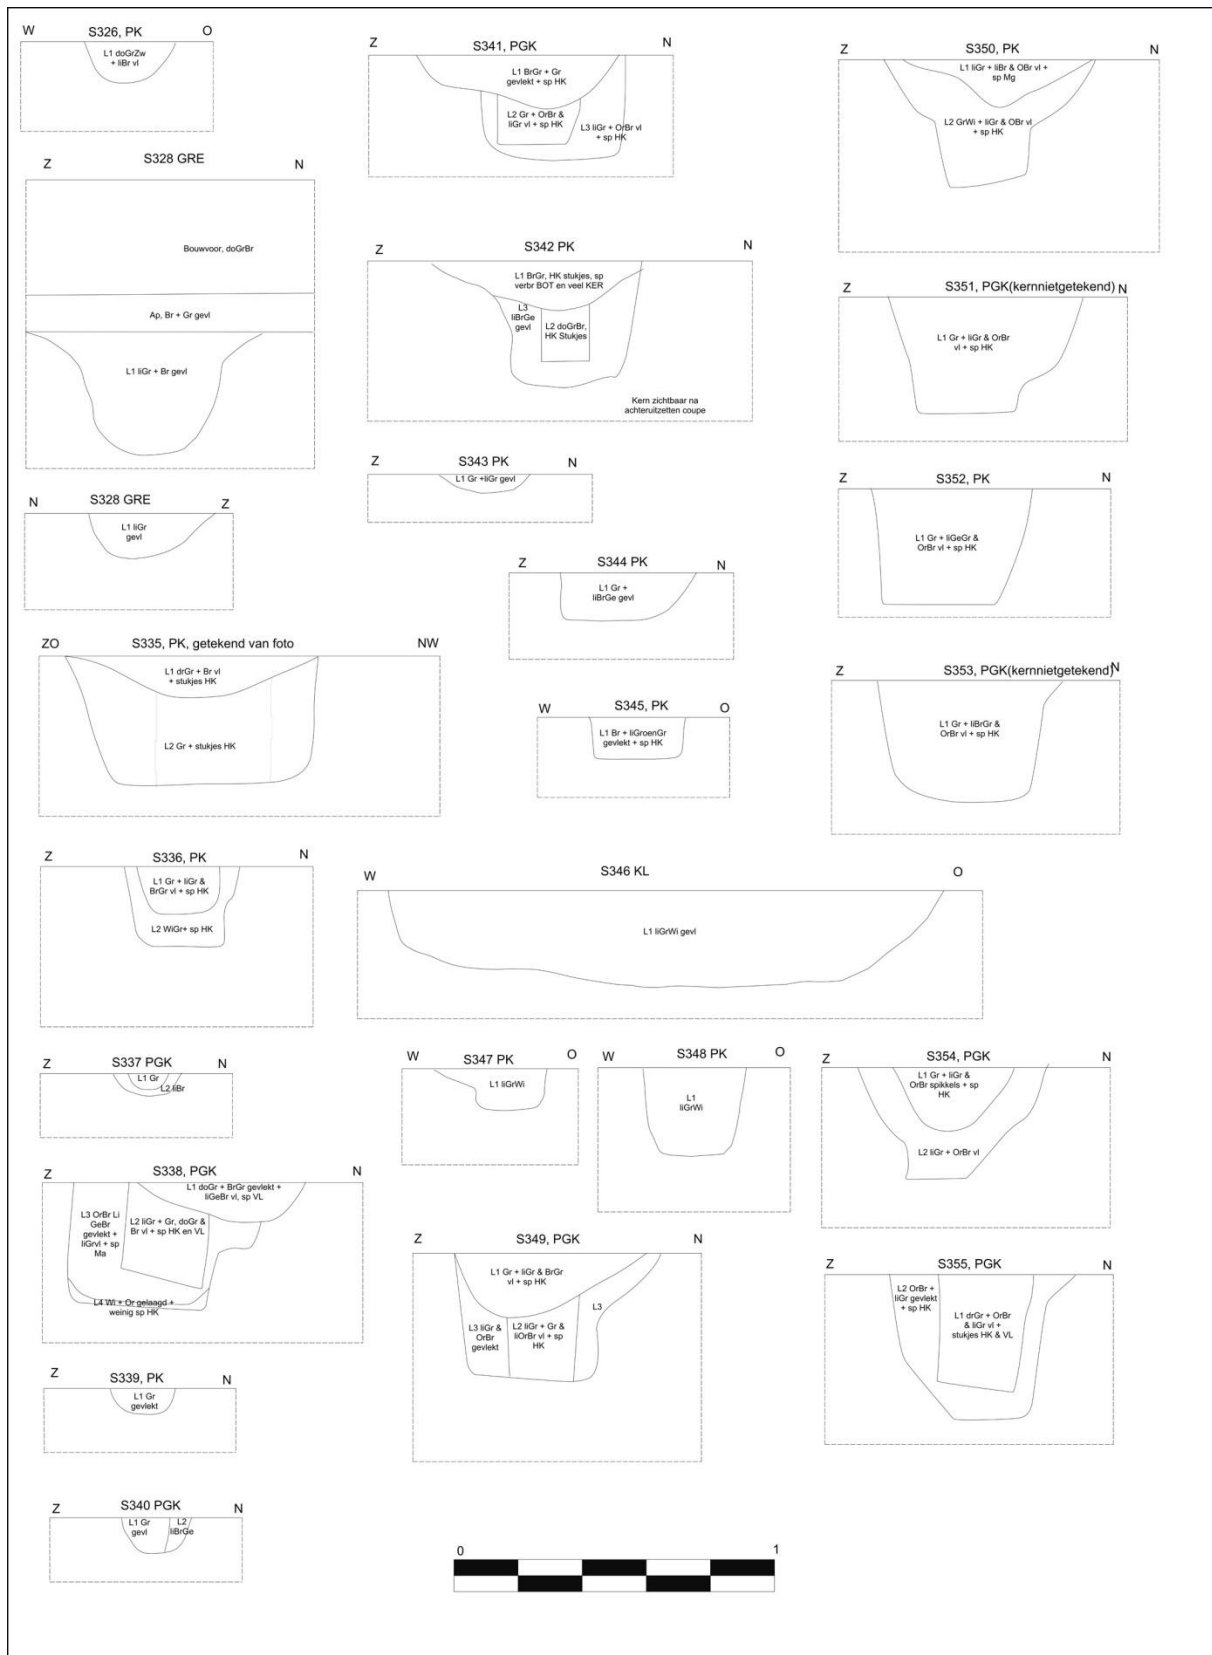 S326, PK
W
O
L1 doGrZw
+ liBr vl
S328 GRE
Z
N
Bouwvoor, doGrBr
Ap, Br + Gr gevl
L1 liGr + Br gevl
S328 GRE
N
Z
L1 liGr
gevl
S335, PK, getekend van foto
ZO
NW
L1 drGr + Br vl
+ stukjes HK
L2 Gr + stukjes HK
S336, PK
Z
N
L1 Gr + liGr &
BrGr vl + sp HK
L2 WiGr+ sp HK
S337 PGK
Z
N
L1 Gr
L2 liBr
S338, PGK
Z
N
L1 doGr + BrGr gevlekt +
liGeBr vl, sp VL
L3 OrBr Li
GeBr
gevlekt +
liGrvl + sp
Ma
L2 liGr + Gr, doGr &
Br vl + sp HK en VL
L4 Wi + Or gelaagd +
weinig sp HK
S339, PK
Z
N
L1 Gr
gevlekt
S340 PGK
Z
N
L1 Gr
gevl
L2
liBrGe
S341, PGK
Z
N
L1 BrGr + Gr
gevlekt + sp HK
L2 Gr + OrBr &
liGr vl + sp HK
L3 liGr + OrBr vl
+ sp HK
S342 PK
Z
N
L1 BrGr, HK stukjes, sp
verbr BOT en veel KER
L3
liBrGe
gevl
L2 doGrBr,
HK Stukjes
Kern zichtbaar na
achteruitzetten coupe
S343 PK
Z
N
L1 Gr +liGr gevl
S344 PK
Z
N
L1 Gr +
liBrGe gevl
S345, PK
W
O
L1 Br + liGroenGr
gevlekt + sp HK
S346 KL
W
O
L1 liGrWi gevl
S347 PK
W
O
L1 liGrWi
S348 PK
W
O
L1
liGrWi
S349, PGK
Z
N
L1 Gr + liGr & BrGr
vl + sp HK
L3 liGr &
OrBr
gevlekt
L2 liGr + Gr &
liOrBr vl + sp
HK
L3
S350, PK
Z
N
L1 liGr + liBr & OBr vl +
sp Mg
L2 GrWi + liGr & OBr vl
+ sp HK
S351, PGK(kernnietgetekend)
Z
N
L1 Gr + liGr & OrBr
vl + sp HK
S352, PK
Z
N
L1 Gr + liGeGr &
OrBr vl + sp HK
S353, PGK(kernnietgetekend)
Z
N
L1 Gr + liBrGr &
OrBr vl + sp HK
S354, PGK
Z
N
L1 Gr + liGr &
OrBr spikkels + sp
HK
L2 liGr + OrBr vl
S355, PGK
Z
N
L2 OrBr +
liGr gevlekt
+ sp HK
L1 drGr + OrBr
& liGr vl +
stukjes HK & VL
0
1